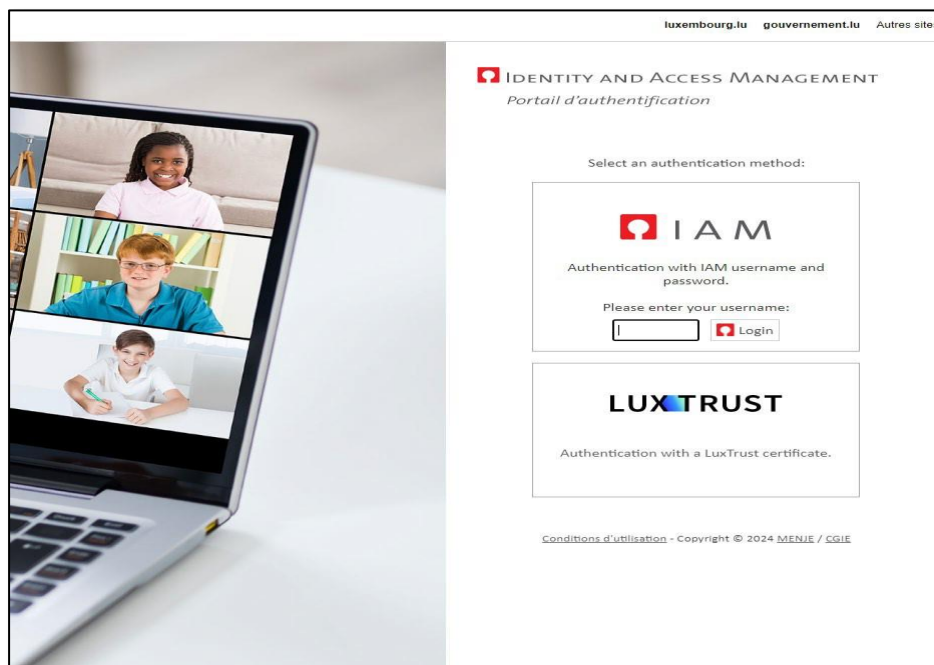 luxembourg.lu gouvernement.lu Autres site
IDENTITY AND ACCESS MANAGEMENT
Portail d'authentification
Select an authentication method:
IAM
Authentication with IAM username and
password.
Please enter your username:
Login
LUXTRUST
Authentication with a LuxTrust certificate.
Conditions d'utilisation - Copyright © 2024 MENJE / CGIE